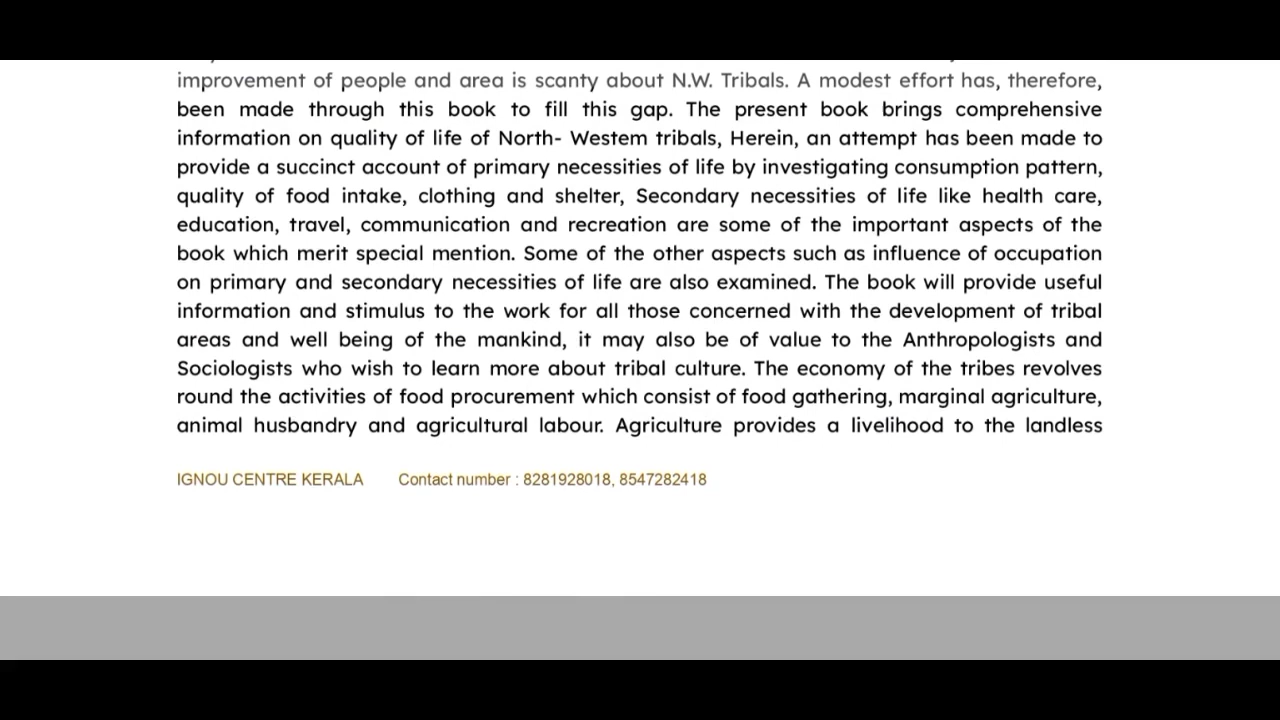 improvement of people and area is scanty about N.W. Tribals. A modest effort has, therefore,
been made through this book to fill this gap. The present book brings comprehensive
information on quality of life of North- Westem tribals, Herein, an attempt has been made to
provide a succinct account of primary necessities of life by investigating consumption pattern,
quality of food intake, clothing and shelter, Secondary necessities of life like health care,
education, travel, communication and recreation are some of the important aspects of the
book which merit special mention. Some of the other aspects such as influence of occupation
on primary and secondary necessities of life are also examined. The book will provide useful
information and stimulus to the work for all those concerned with the development of tribal
areas and well being of the mankind, it may also be of value to the Anthropologists and
Sociologists who wish to learn more about tribal culture. The economy of the tribes revolves
round the activities of food procurement which consist of food gathering, marginal agriculture,
animal husbandry and agricultural labour. Agriculture provides a livelihood to the landless
IGNOU CENTRE KERALA Contact number : 8281928018, 8547282418